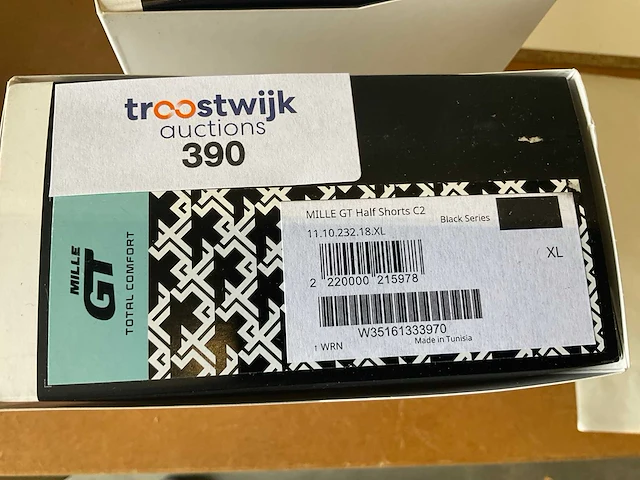 troostwijk
auctions
390
MILLE
GT
TOTAL COMFORT
MILLE GT Half Shorts C2
Black Series
11.10.232.18.XL
XL
2 220000 215978
W35161333970
1 WRN
Made in Tunisia